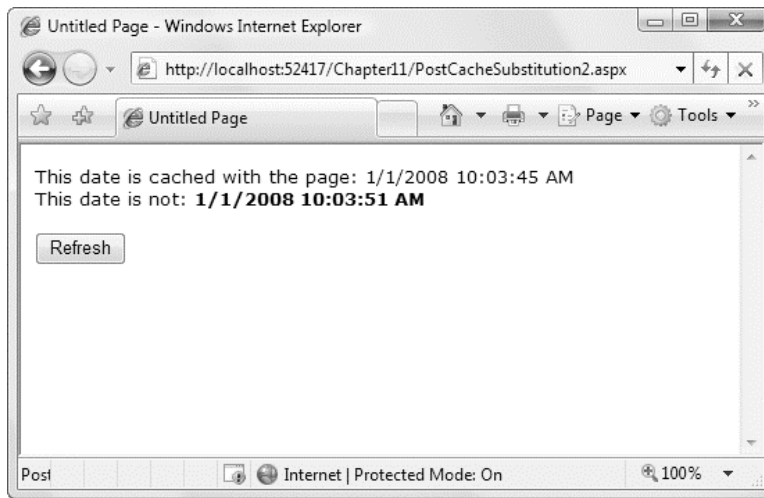 Untitled Page - Windows Internet Explorer
http://localhost:52417/Chapter11/PostCacheSubstitution2.aspx
Untitled Page
Page
Tools
This date is cached with the page: 1/1/2008 10:03:45 AM
This date is not: 1/1/2008 10:03:51 AM
Refresh
Post
Internet | Protected Mode: On
100%